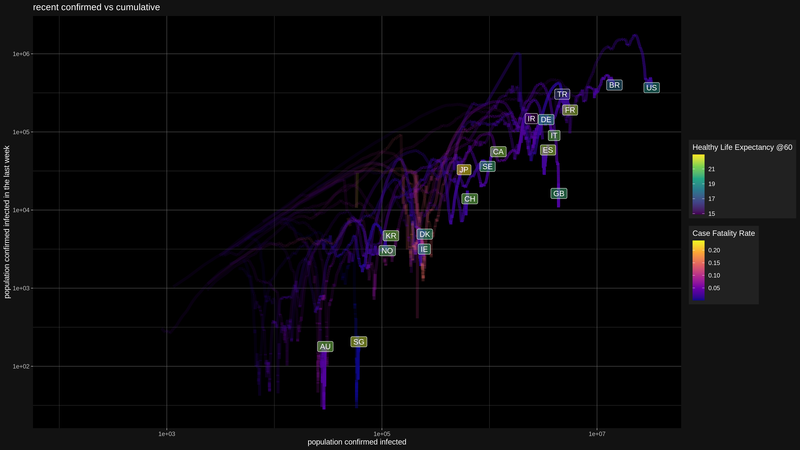 recent confirmed vs cumulative
1e+06
1e+05
1e+04
1e+03
1e+02
population confirmed infected in the last week
BR
US
TR
FR
IR
DE
IT
CA
ES
JP
SE
CH
GB
KR
DK
NO
IE
AU
SG
1e+03
1e+05
1e+07
population confirmed infected
Healthy Life Expectancy @60
21
19
17
15
Case Fatality Rate
0.20
0.15
0.10
0.05